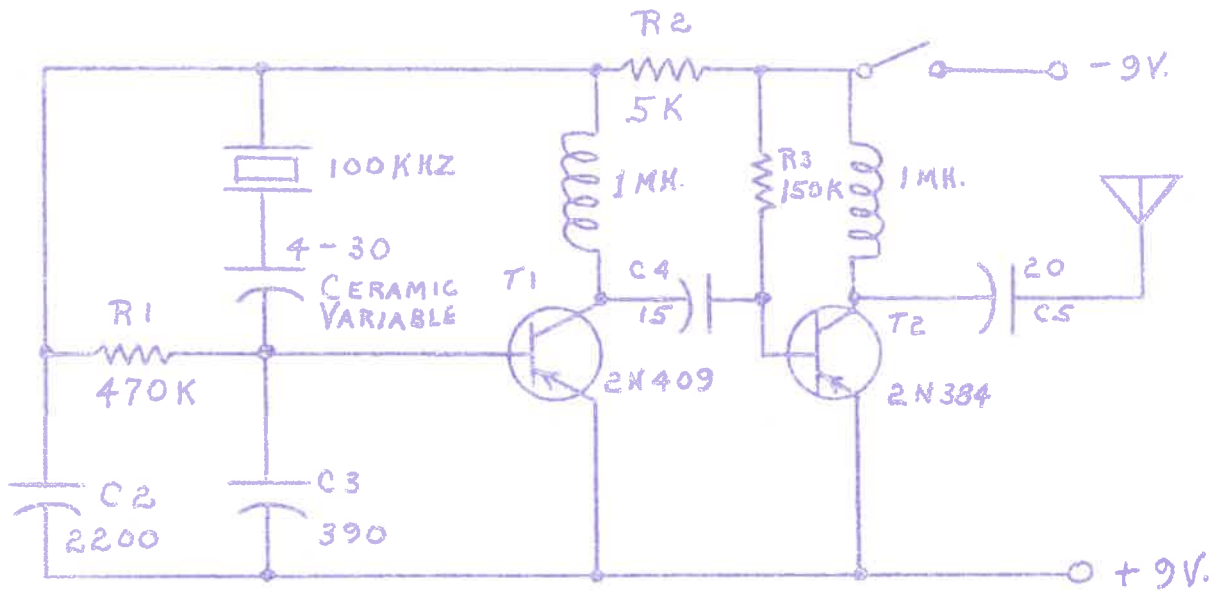 R2
5K
- 9V.
100KHZ
1MH.
R3
150K
1MH.
4-30
CERAMIC
VARIABLE
T1
C4
15
20
C5
R1
470K
T2
2N409
2N384
C2
2200
C3
390
+ 9V.